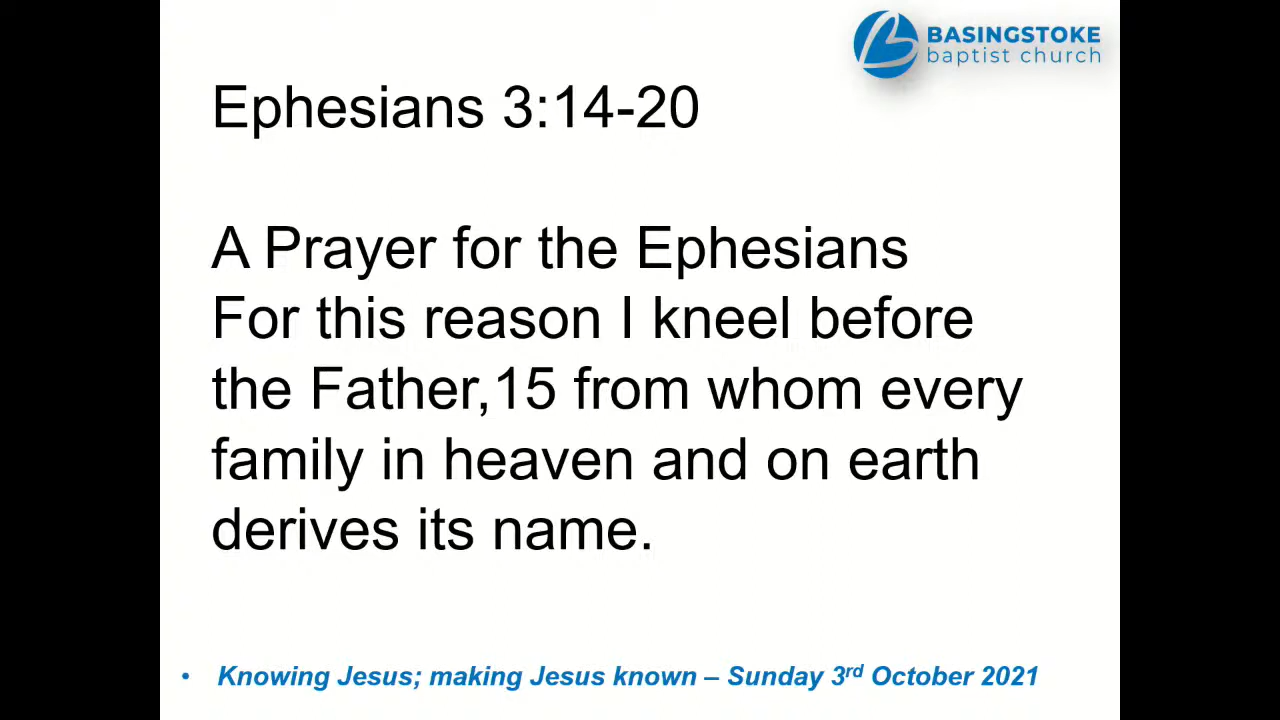 BASINGSTOKE
baptist church
Ephesians 3:14-20
A Prayer for the Ephesians
For this reason I kneel before
the Father,15 from whom every
family in heaven and on earth
derives its name.
• Knowing Jesus; making Jesus known – Sunday 3rd October 2021